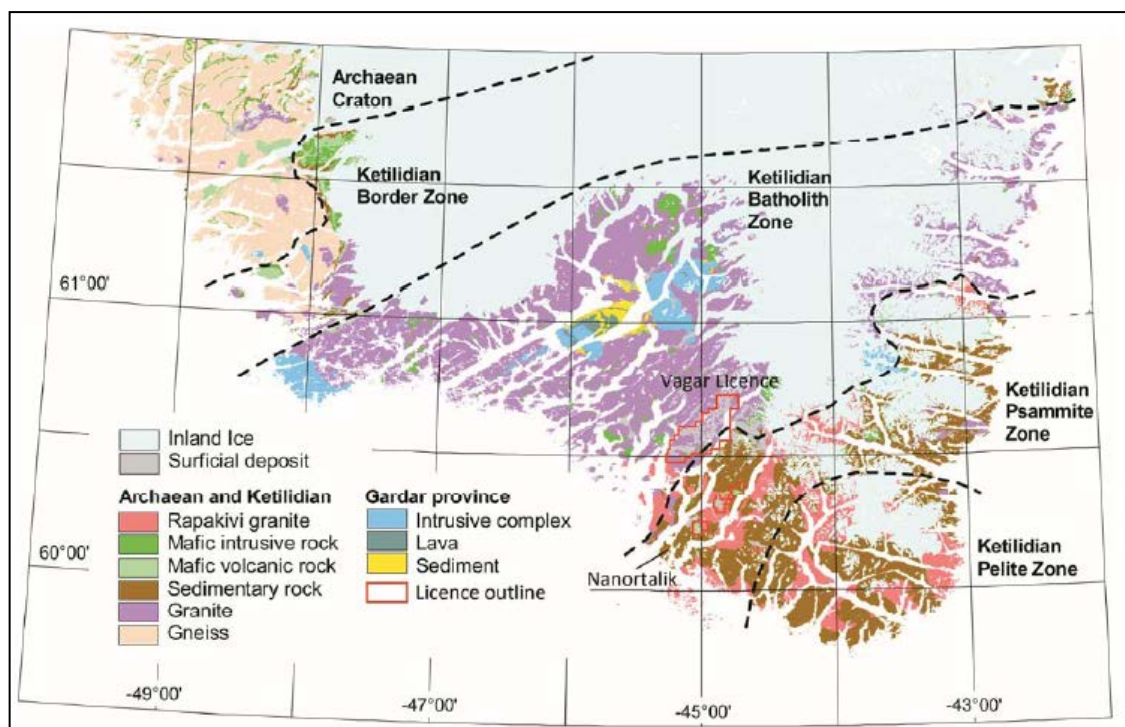 Archaean
Craton
Ketilidian
Border Zone
Ketilidian
Batholith
Zone
61°00'
Vagar Licence
Ketilidian
Psammite
Zone
Inland Ice
Surficial deposit
Archaean and Ketilidian
Rapakivi granite
Mafic intrusive rock
Mafic volcanic rock
Sedimentary rock
Granite
Gneiss
Gardar province
Intrusive complex
Lava
Sediment
Licence outline
60°00'
Nanortalik
Ketilidian
Pelite Zone
-49°00'
-47°00'
-45°00'
-43°00'